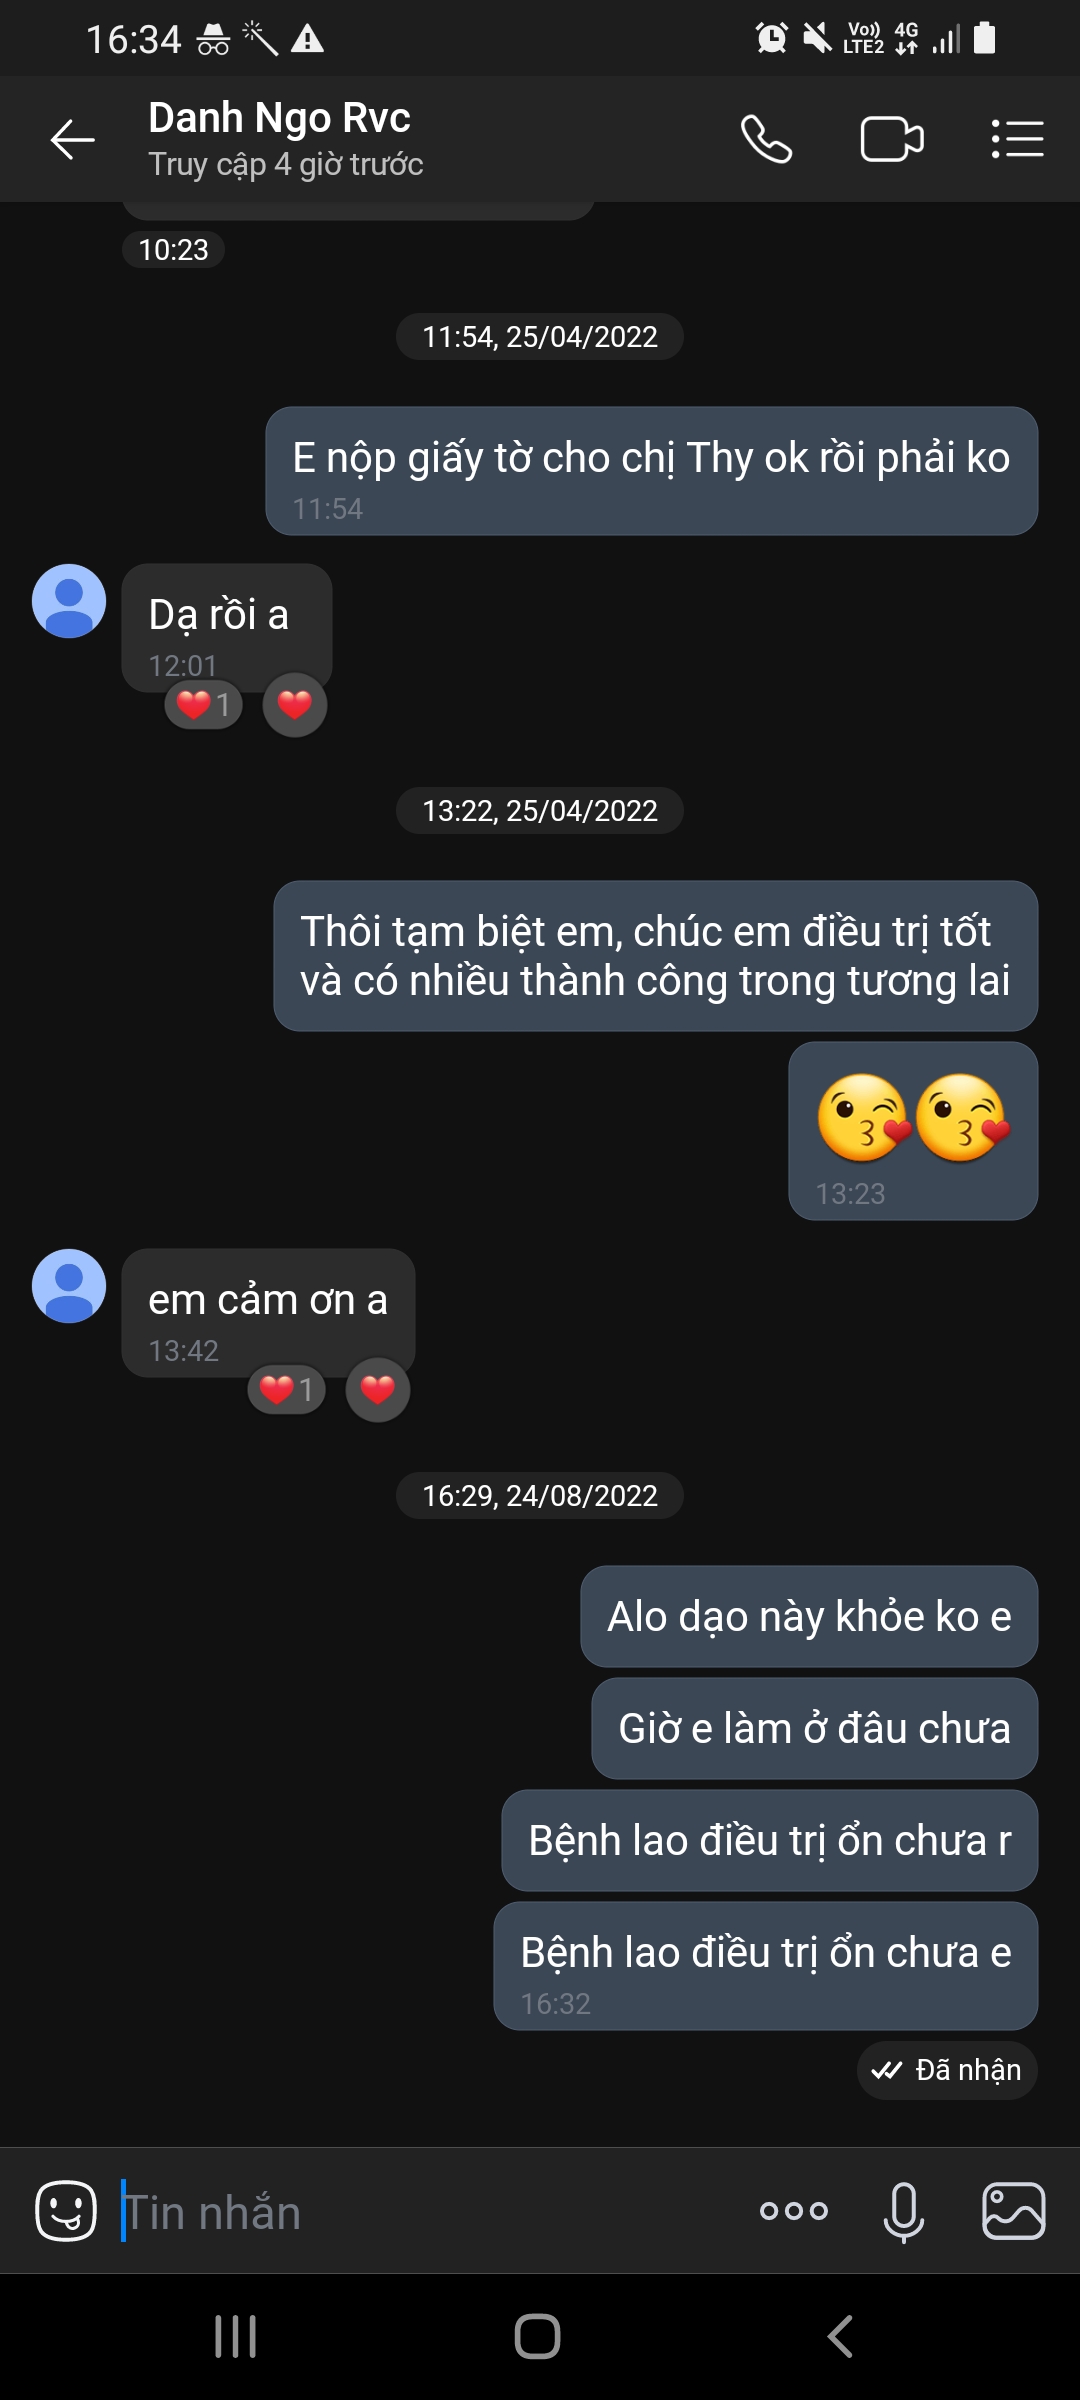 16:34
Vo)) LTE2 4G
Danh Ngo Rvc
Truy cập 4 giờ trước
10:23
11:54, 25/04/2022
E nộp giấy tờ cho chị Thy ok rồi phải ko
11:54
Dạ rồi a
12:01
1
13:22, 25/04/2022
Thôi tạm biệt em, chúc em điều trị tốt
và có nhiều thành công trong tương lai
13:23
em cảm ơn a
13:42
1
16:29, 24/08/2022
Alo dạo này khỏe ko e
Giờ e làm ở đâu chưa
Bệnh lao điều trị ổn chưa r
Bệnh lao điều trị ổn chưa e
16:32
Đã nhận
Tin nhắn